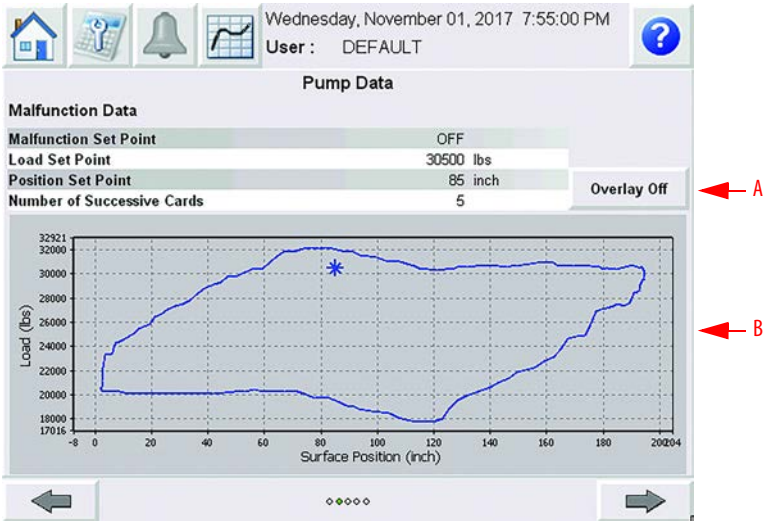 Wednesday, November 01, 2017 7:55:00 PM
User : DEFAULT
?
Pump Data
Malfunction Data
Malfunction Set Point OFF
Load Set Point 30500 lbs
Position Set Point 85 inch
Number of Successive Cards 5
Overlay Off
A
32921
32000
30000
28000
26000
24000
22000
20000
18000
17016
Load (lbs)
B
-8 0 20 40 60 80 100 120 140 160 180 200204
Surface Position (inch)